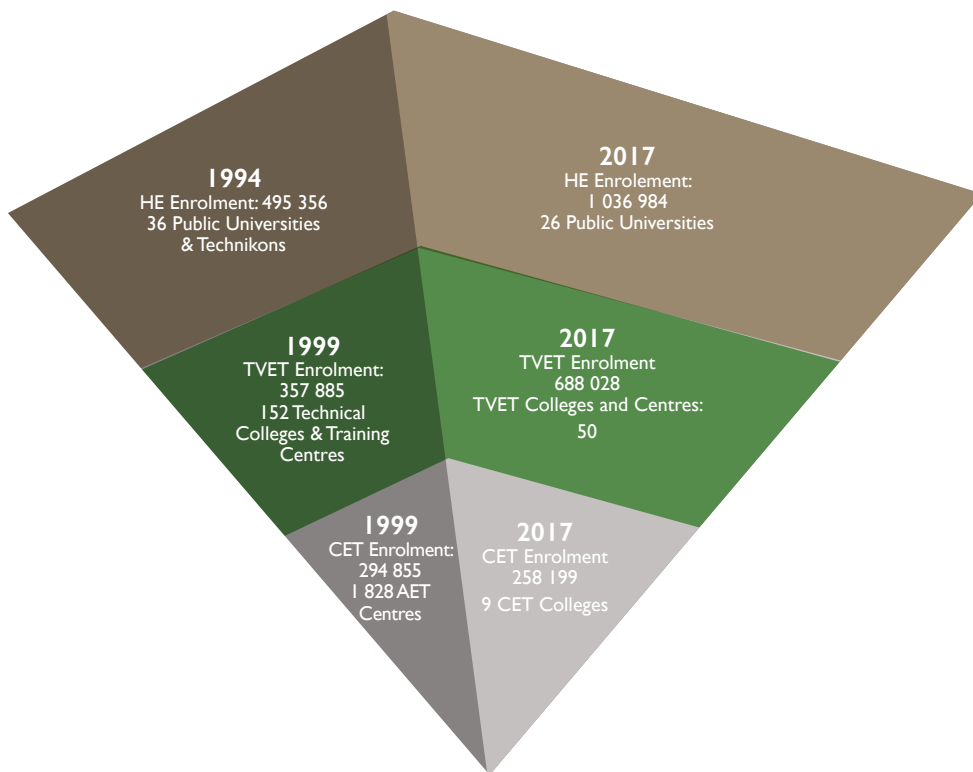 1994
HE Enrolment: 495 356
36 Public Universities
& Technikons
2017
HE Enrolement:
1 036 984
26 Public Universities
1999
TVET Enrolment:
357 885
152 Technical
Colleges & Training
Centres
2017
TVET Enrolment
688 028
TVET Colleges and Centres:
50
1999
CET Enrolment:
294 855
1 828 AET
Centres
2017
CET Enrolment
258 199
9 CET Colleges